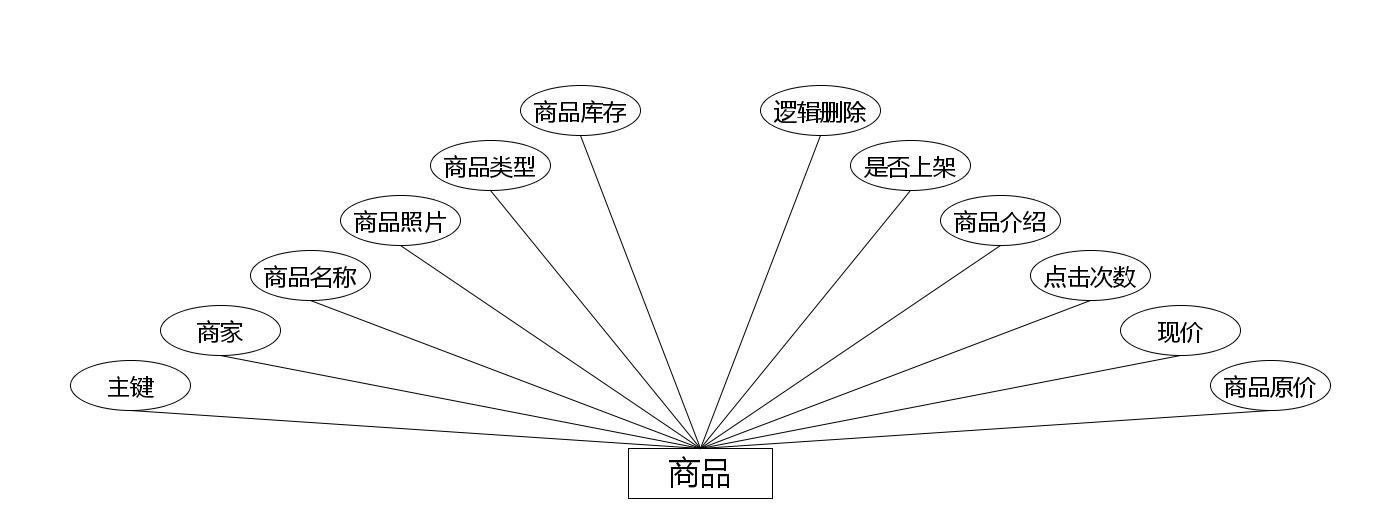 商品库存
逻辑删除
商品类型
是否上架
商品照片
商品介绍
商品名称
点击次数
商家
现价
主键
商品原价
商品